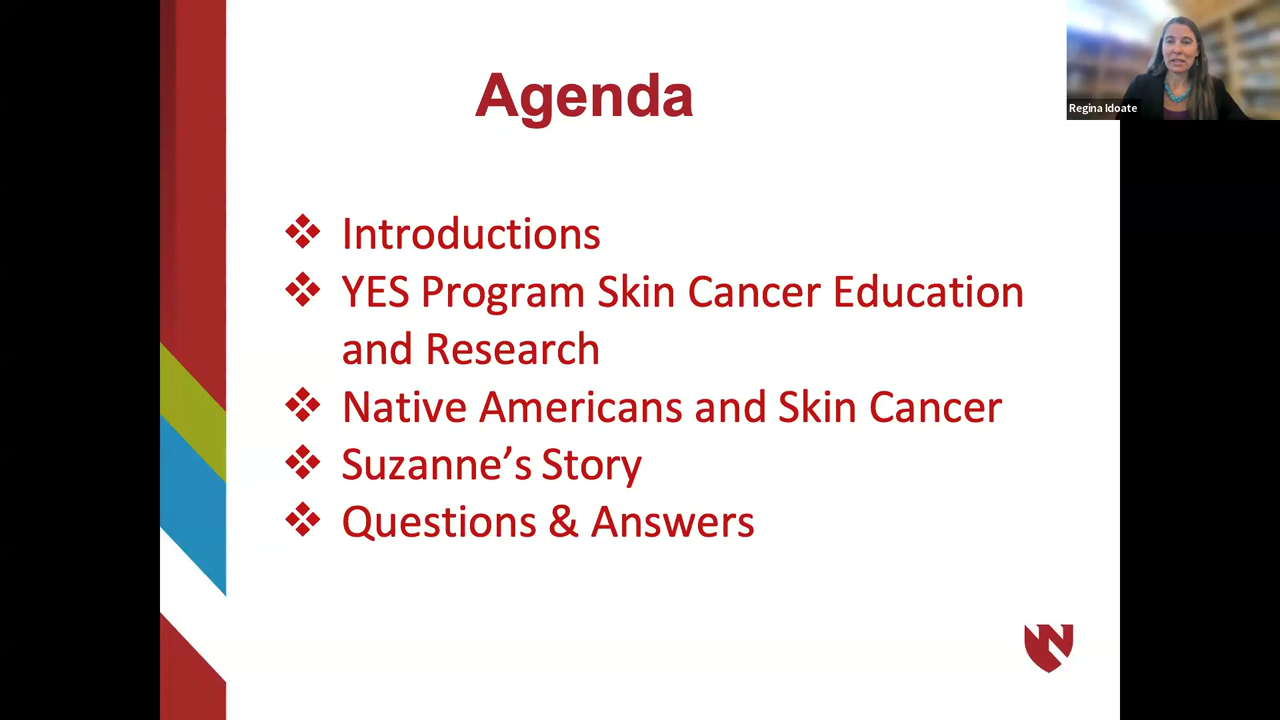 Agenda
Regina Idoate
❖ Introductions
❖ YES Program Skin Cancer Education
and Research
❖ Native Americans and Skin Cancer
❖ Suzanne’s Story
❖ Questions & Answers